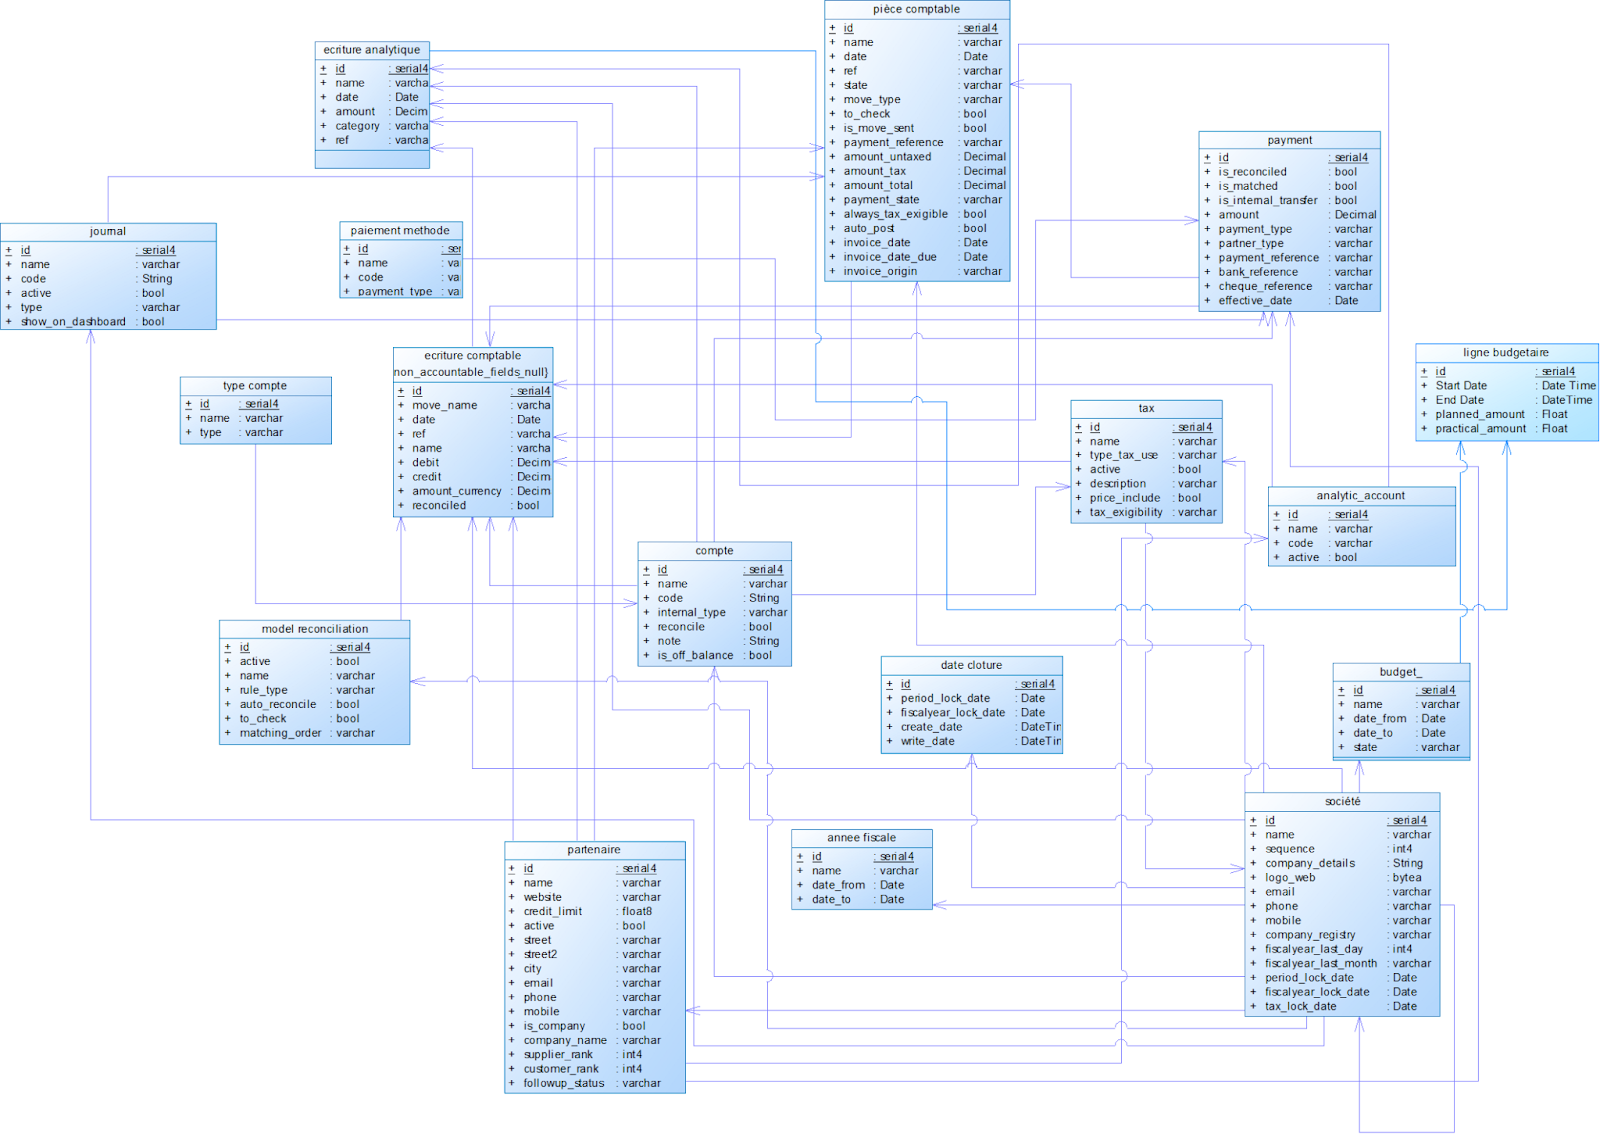 pièce comptable
+ id : serial4
+ name : varchar
+ date : Date
+ ref : varchar
+ state : varchar
+ move_type : varchar
+ to_check : bool
+ is_move_sent : bool
+ payment_reference : varchar
+ amount_untaxed : Decimal
+ amount_tax : Decimal
+ amount_total : Decimal
+ payment_state : varchar
+ always_tax_exigible : bool
+ auto_post : bool
+ invoice_date : Date
+ invoice_date_due : Date
+ invoice_origin : varchar
ecriture analytique
+ id : serial4
+ name : varcha
+ date : Date
+ amount : Decim
+ category : varcha
+ ref : varcha
payment
+ id : serial4
+ is_reconciled : bool
+ is_matched : bool
+ is_internal_transfer : bool
+ amount : Decimal
+ payment_type : varchar
+ partner_type : varchar
+ payment_reference : varchar
+ bank_reference : varchar
+ cheque_reference : varchar
+ effective_date : Date
journal
+ id : serial4
+ name : varchar
+ code : String
+ active : bool
+ type : varchar
+ show_on_dashboard : bool
paiement methode
+ id : ser
+ name : va
+ code : va
+ payment_type : va
ecriture comptable
non_accountable_fields_null}
+ id : serial4
+ move_name : varcha
+ date : Date
+ ref : varcha
+ name : varcha
+ debit : Decim
+ credit : Decim
+ amount_currency : Decim
+ reconciled : bool
ligne budgetaire
+ id : serial4
+ Start Date : Date Time
+ End Date : DateTime
+ planned_amount : Float
+ practical_amount : Float
type compte
+ id : serial4
+ name : varchar
+ type : varchar
tax
+ id : serial4
+ name : varchar
+ type_tax_use : varchar
+ active : bool
+ description : varchar
+ price_include : bool
+ tax_exigibility : varchar
analytic_account
+ id : serial4
+ name : varchar
+ code : varchar
+ active : bool
compte
+ id : serial4
+ name : varchar
+ code : String
+ internal_type : varchar
+ reconcile : bool
+ note : String
+ is_off_balance : bool
model reconciliation
+ id : serial4
+ active : bool
+ name : varchar
+ rule_type : varchar
+ auto_reconcile : bool
+ to_check : bool
+ matching_order : varchar
date cloture
+ id : serial4
+ period_lock_date : Date
+ fiscalyear_lock_date : Date
+ create_date : DateTin
+ write_date : DateTin
budget_
+ id : serial4
+ name : varchar
+ date_from : Date
+ date_to : Date
+ state : varchar
société
+ id : serial4
+ name : varchar
+ sequence : int4
+ company_details : String
+ logo_web : bytea
+ email : varchar
+ phone : varchar
+ mobile : varchar
+ company_registry : varchar
+ fiscalyear_last_day : int4
+ fiscalyear_last_month : varchar
+ period_lock_date : Date
+ fiscalyear_lock_date : Date
+ tax_lock_date : Date
annee fiscale
+ id : serial4
+ name : varchar
+ date_from : Date
+ date_to : Date
partenaire
+ id : serial4
+ name : varchar
+ website : varchar
+ credit_limit : float8
+ active : bool
+ street : varchar
+ street2 : varchar
+ city : varchar
+ email : varchar
+ phone : varchar
+ mobile : varchar
+ is_company : bool
+ company_name : varchar
+ supplier_rank : int4
+ customer_rank : int4
+ followup_status : varchar